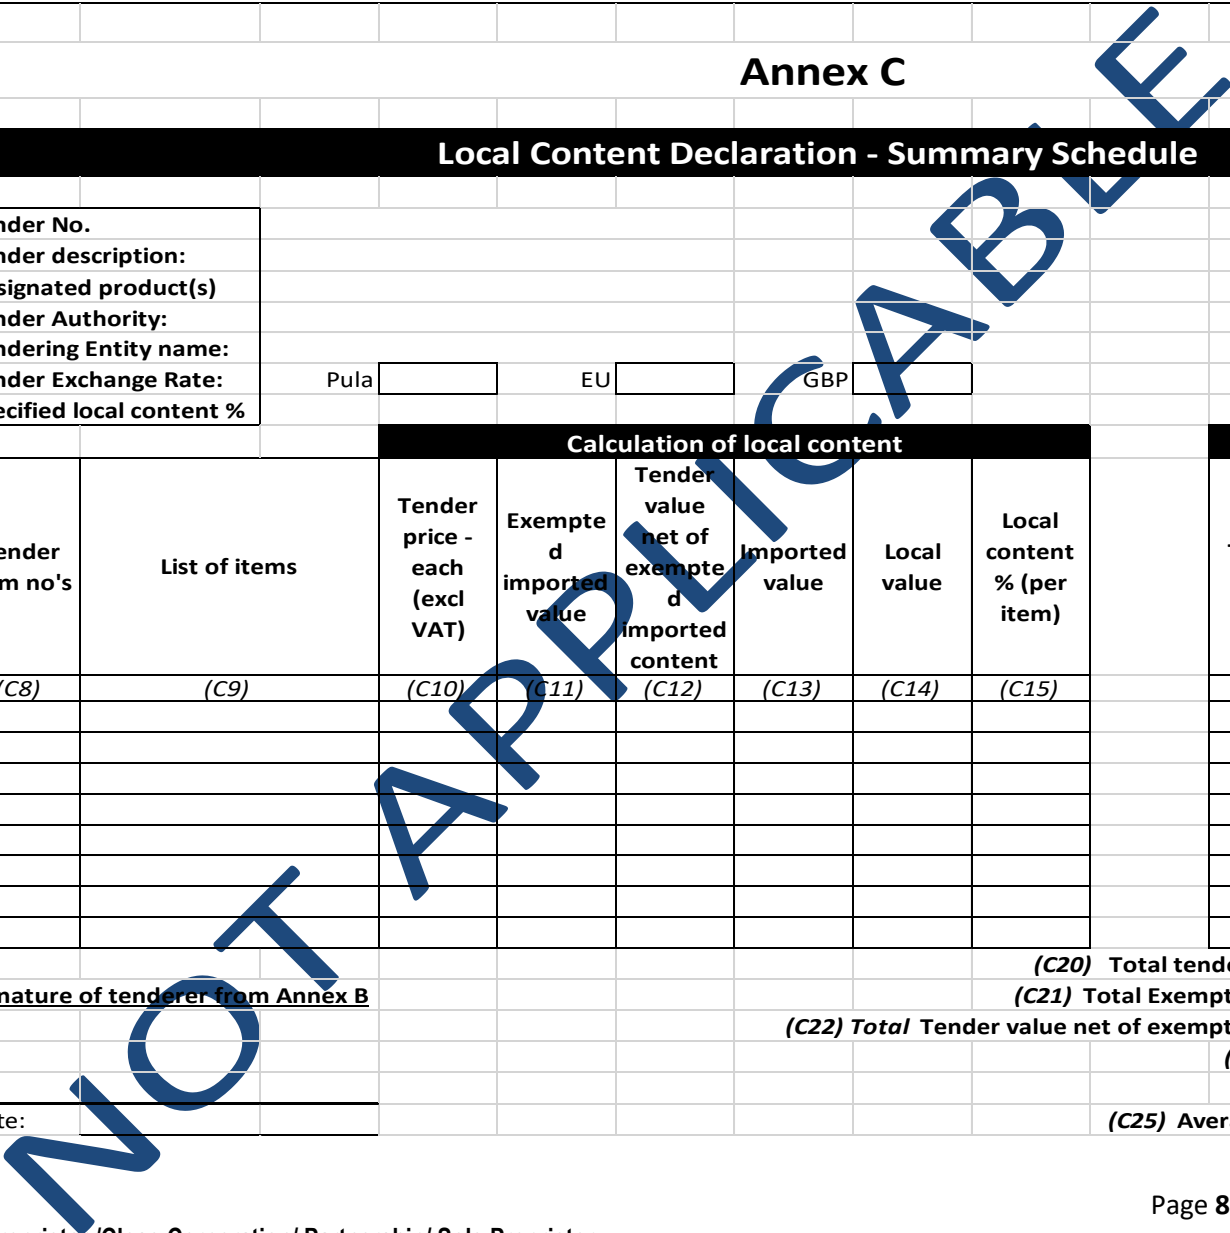 Annex C
Local Content Declaration - Summary Schedule
nder No.
nder description:
signated product(s)
nder Authority:
ndering Entity name:
nder Exchange Rate: Pula EU GBP
ecified local content %
Calculation of local content
ender
m no's
List of items
Tender
price -
each
(excl
VAT)
Exempte
d
imported
value
Tender
value
net of
exempte
d
imported
content
Imported
value
Local
value
Local
content
% (per
item)
(C8) (C9) (C10) (C11) (C12) (C13) (C14) (C15)
(C20) Total tende
nature of tenderer from Annex B
(C21) Total Exempt
(C22) Total Tender value net of exempt
te:
(C25) Avera
NOT APPLICABLE
Page 8